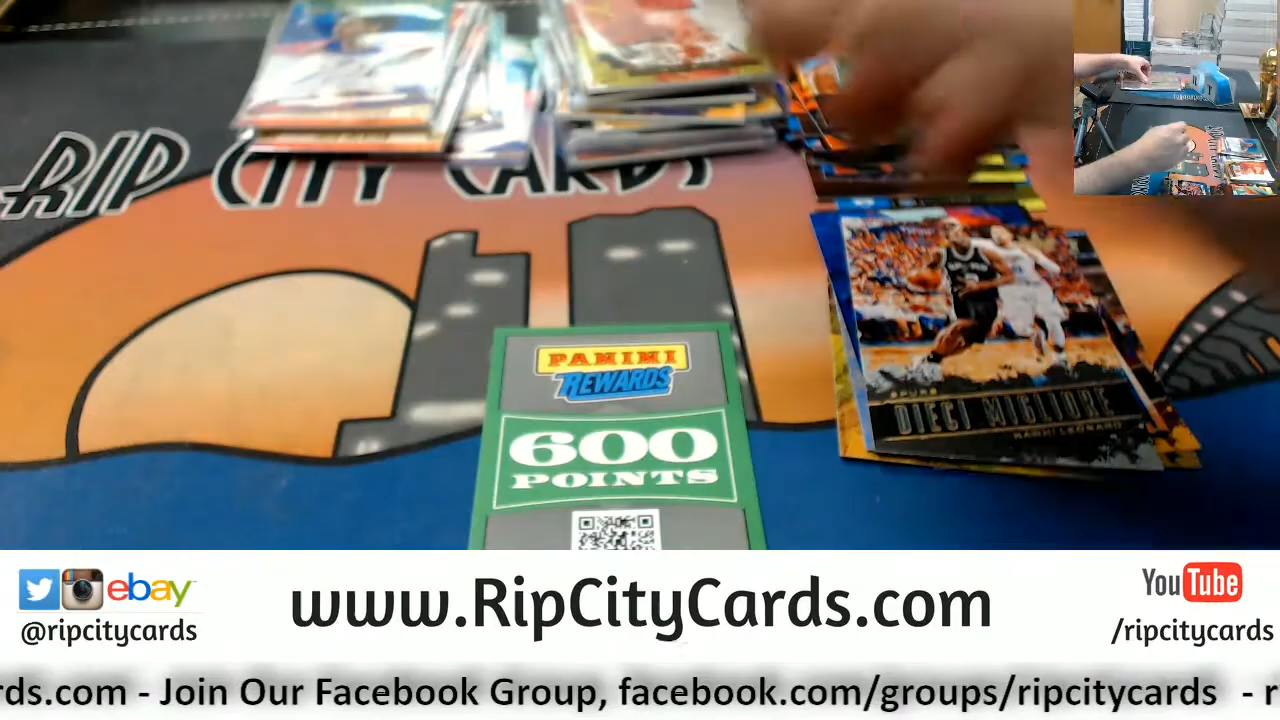 RIP CITY CARDS
PANINI
REWARDS
600
POINTS
SPURS
DIECI MIGLIORE
KAWHI LEONARD
ebay
@ripcitycards
www.RipCityCards.com
YouTube
/ripcitycards
rds.com - Join Our Facebook Group, facebook.com/groups/ripcitycards - r